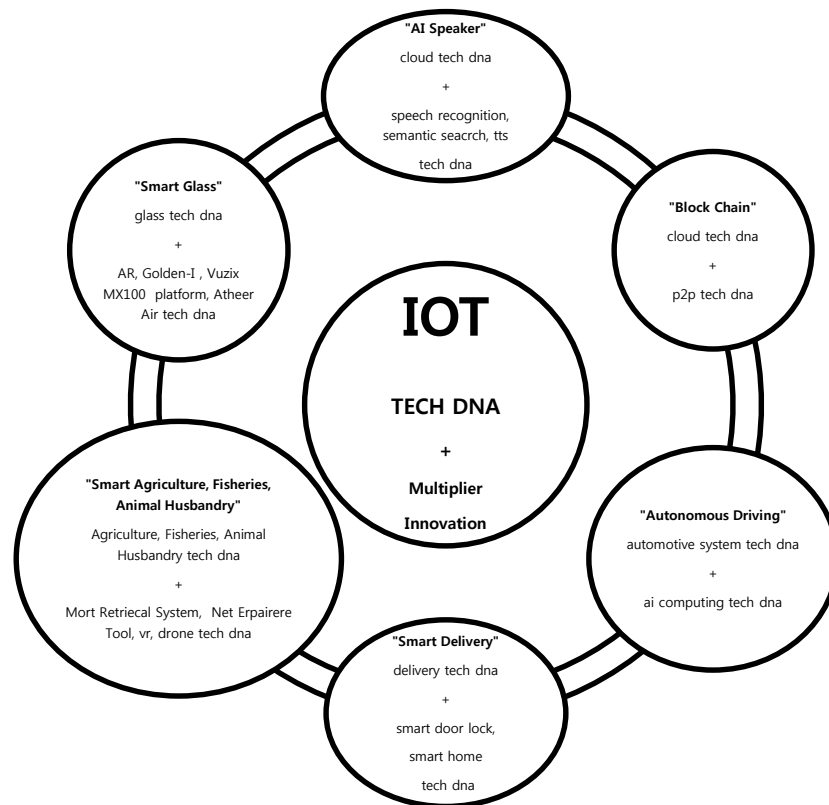 "AI Speaker"
cloud tech dna
+
speech recognition,
semantic seacrch, tts
tech dna
"Smart Glass"
glass tech dna
+
AR, Golden-I , Vuzix
MX100 platform, Atheer
Air tech dna
"Block Chain"
cloud tech dna
+
p2p tech dna
IOT
TECH DNA
+
Multiplier
Innovation
"Smart Agriculture, Fisheries,
Animal Husbandry"
Agriculture, Fisheries, Animal
Husbandry tech dna
+
Mort Retriecal System, Net Erpairere
Tool, vr, drone tech dna
"Autonomous Driving"
automotive system tech dna
+
ai computing tech dna
"Smart Delivery"
delivery tech dna
+
smart door lock,
smart home
tech dna